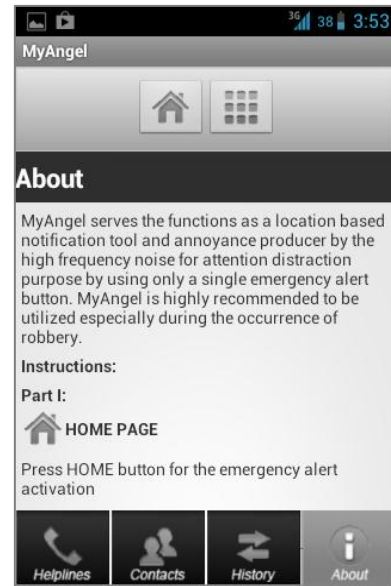 3G 38 3:53
MyAngel
About
MyAngel serves the functions as a location based
notification tool and annoyance producer by the
high frequency noise for attention distraction
purpose by using only a single emergency alert
button. MyAngel is highly recommended to be
utilized especially during the occurrence of
robbery.
Instructions:
Part I:
HOME PAGE
Press HOME button for the emergency alert
activation
Helplines Contacts History About